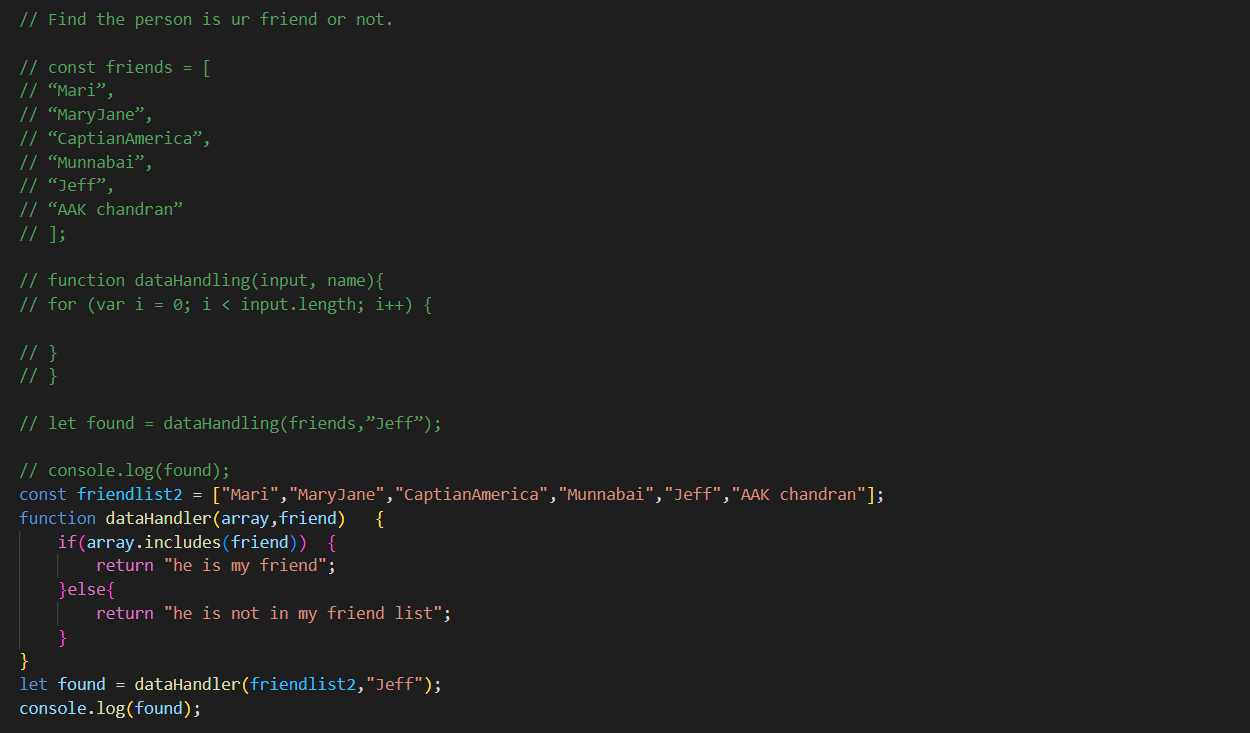 // Find the person is ur friend or not.
// const friends = [
// “Mari”,
// “MaryJane”,
// “CaptianAmerica”,
// “Munnabai”,
// “Jeff”,
// “AAK chandran”
// ];
// function dataHandling(input, name){
// for (var i = 0; i < input.length; i++) {
// }
// }
// let found = dataHandling(friends,”Jeff”);
// console.log(found);
const friendlist2 = ["Mari","MaryJane","CaptianAmerica","Munnabai","Jeff","AAK chandran"];
function dataHandler(array,friend)   {
    if(array.includes(friend))  {
        return "he is my friend";
    }else{
        return "he is not in my friend list";
    }
}
let found = dataHandler(friendlist2,"Jeff");
console.log(found);